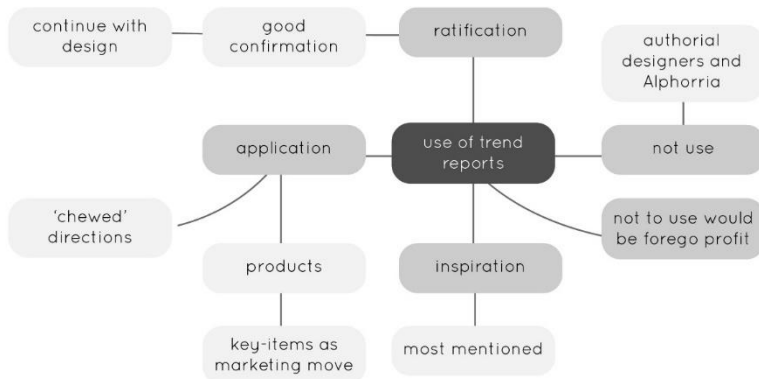 continue with
design
good
confirmation
ratification
authorial
designers and
Alphorria
application
use of trend
reports
not use
'chewed'
directions
not to use would
be forego profit
products
inspiration
key-items as
marketing move
most mentioned